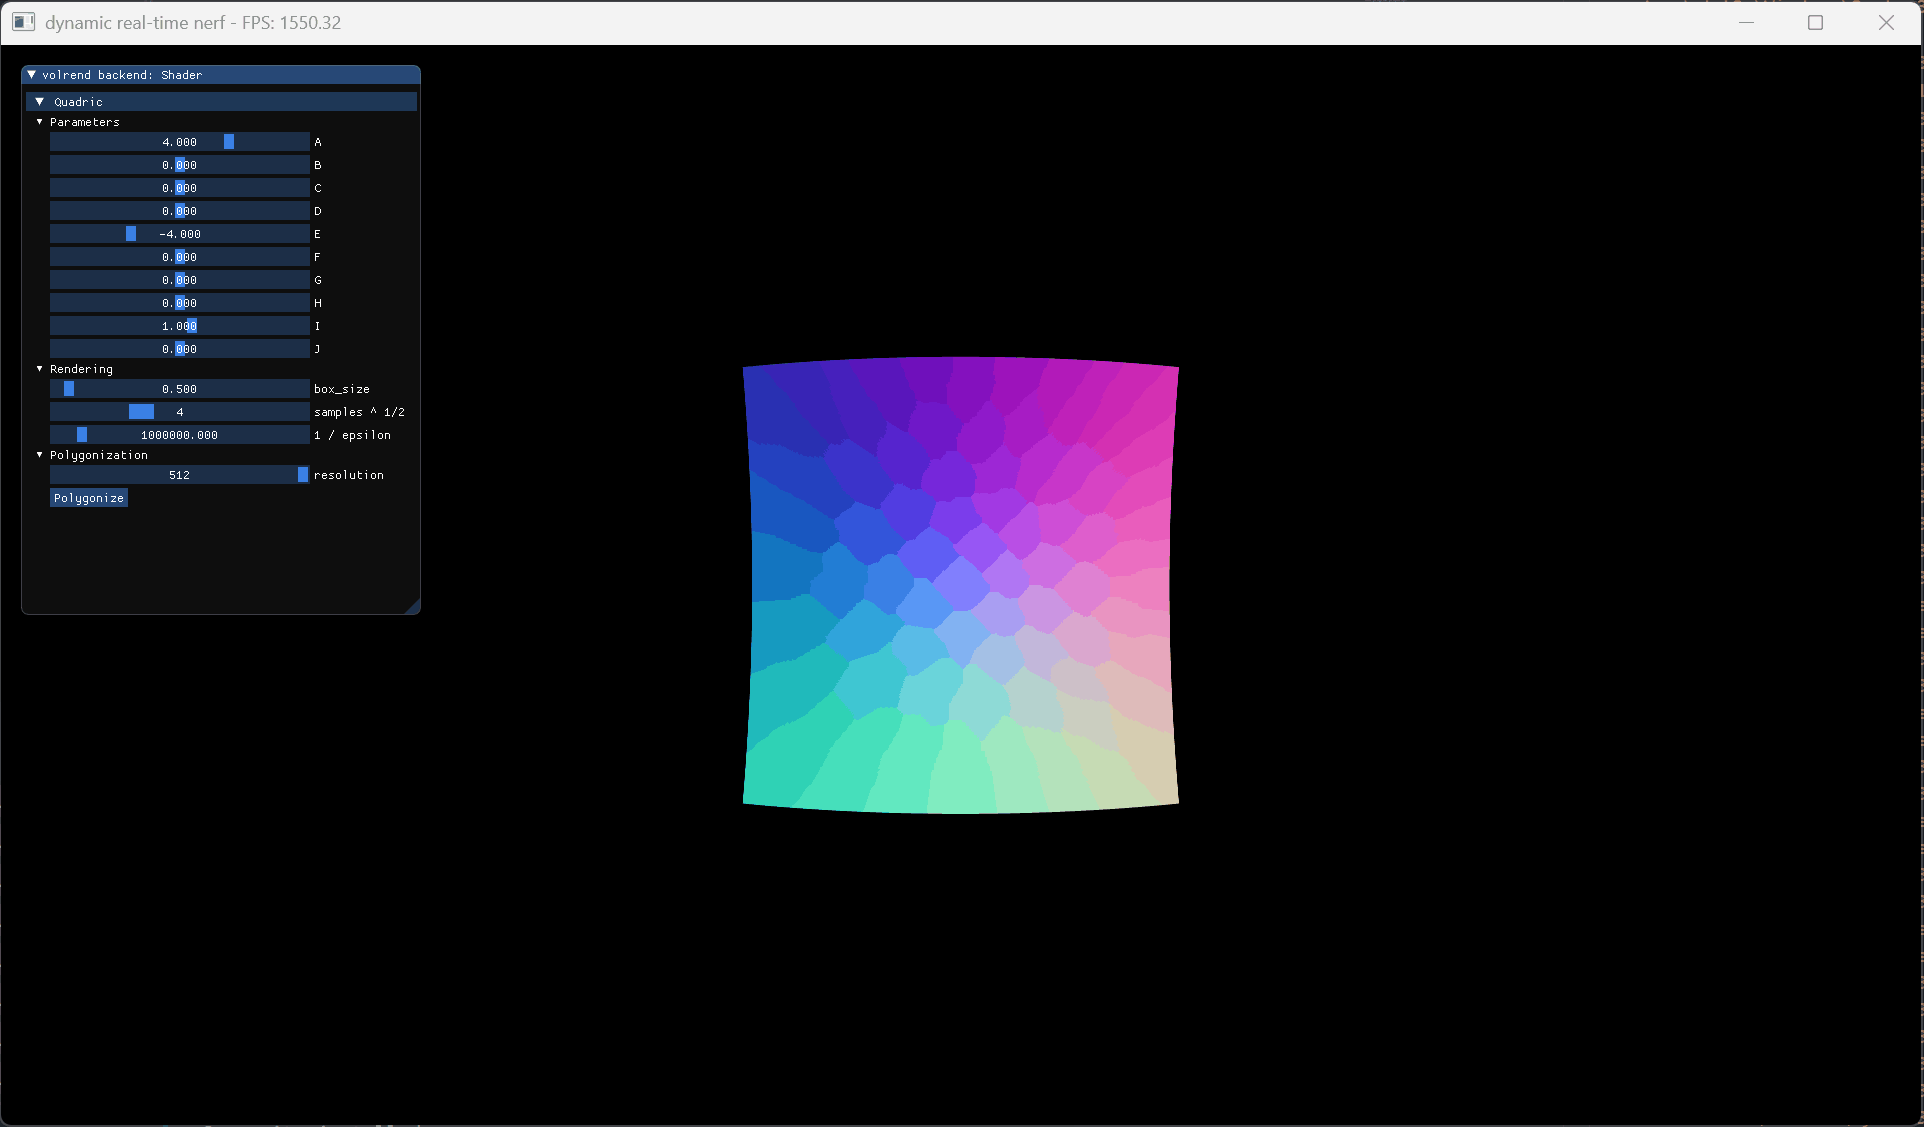 dynamic real-time nerf - FPS: 1550.32
volrend backend: Shader
Quadric
Parameters
4.000 A
0.000 B
0.000 C
0.000 D
-4.000 E
0.000 F
0.000 G
0.000 H
1.000 I
0.000 J
Rendering
0.500 box_size
4 samples ^ 1/2
1000000.000 1 / epsilon
Polygonization
512 resolution
Polygonize